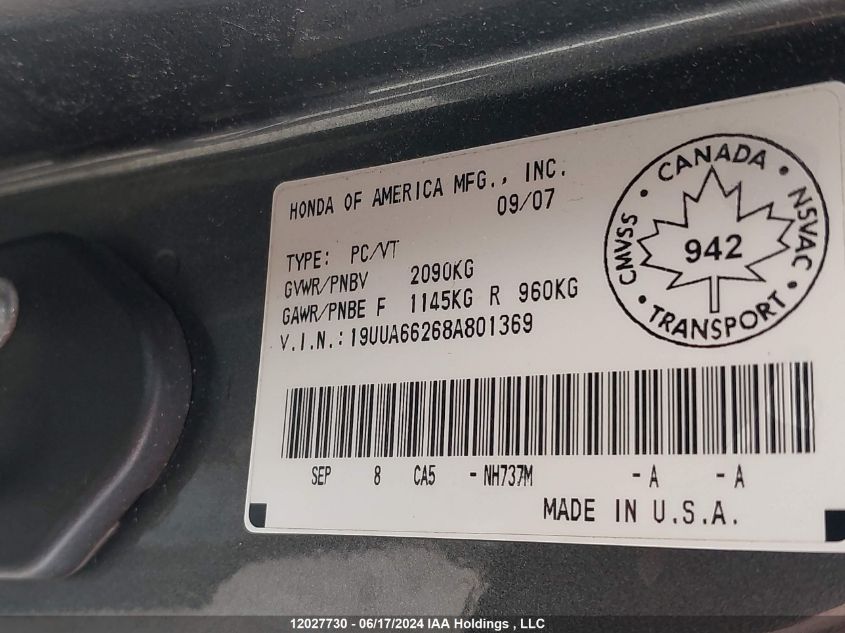 HONDA OF AMERICA MFG., INC.
09/07
TYPE: PC/VT
GVWR/PNBV 2090KG
GAWR/PNBE F 1145KG R 960KG
V.I.N.: 19UUA66268A801369
CMVSS • CANADA • NSVAC • TRANSPORT •
942
SEP 8 CA5 - NH737M - A - A
MADE IN U.S.A.
12027730 - 06/17/2024 IAA Holdings , LLC